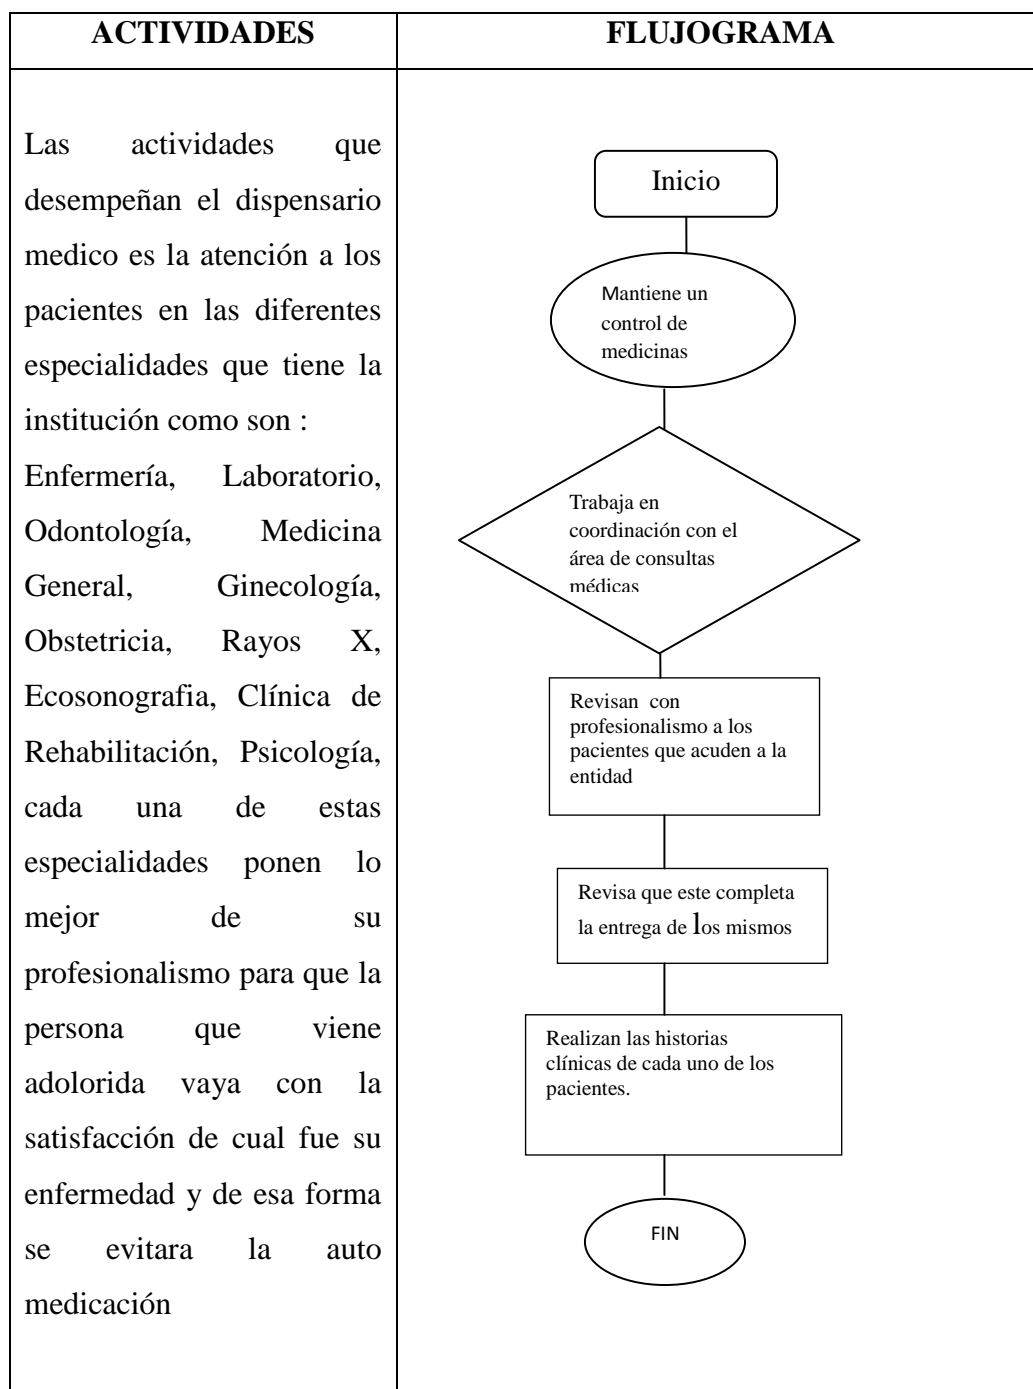 ACTIVIDADES
FLUJOGRAMA
Las actividades que
desempeñan el dispensario
medico es la atención a los
pacientes en las diferentes
especialidades que tiene la
institución como son :
Enfermería, Laboratorio,
Odontología, Medicina
General, Ginecología,
Obstetricia, Rayos X,
Ecosonografia, Clínica de
Rehabilitación, Psicología,
cada una de estas
especialidades ponen lo
mejor de su
profesionalismo para que la
persona que viene
adolorida vaya con la
satisfacción de cual fue su
enfermedad y de esa forma
se evitara la auto
medicación
Inicio
Mantiene un
control de
medicinas
Trabaja en
coordinación con el
área de consultas
médicas
Revisan con
profesionalismo a los
pacientes que acuden a la
entidad
Revisa que este completa
la entrega de los mismos
Realizan las historias
clínicas de cada uno de los
pacientes.
FIN